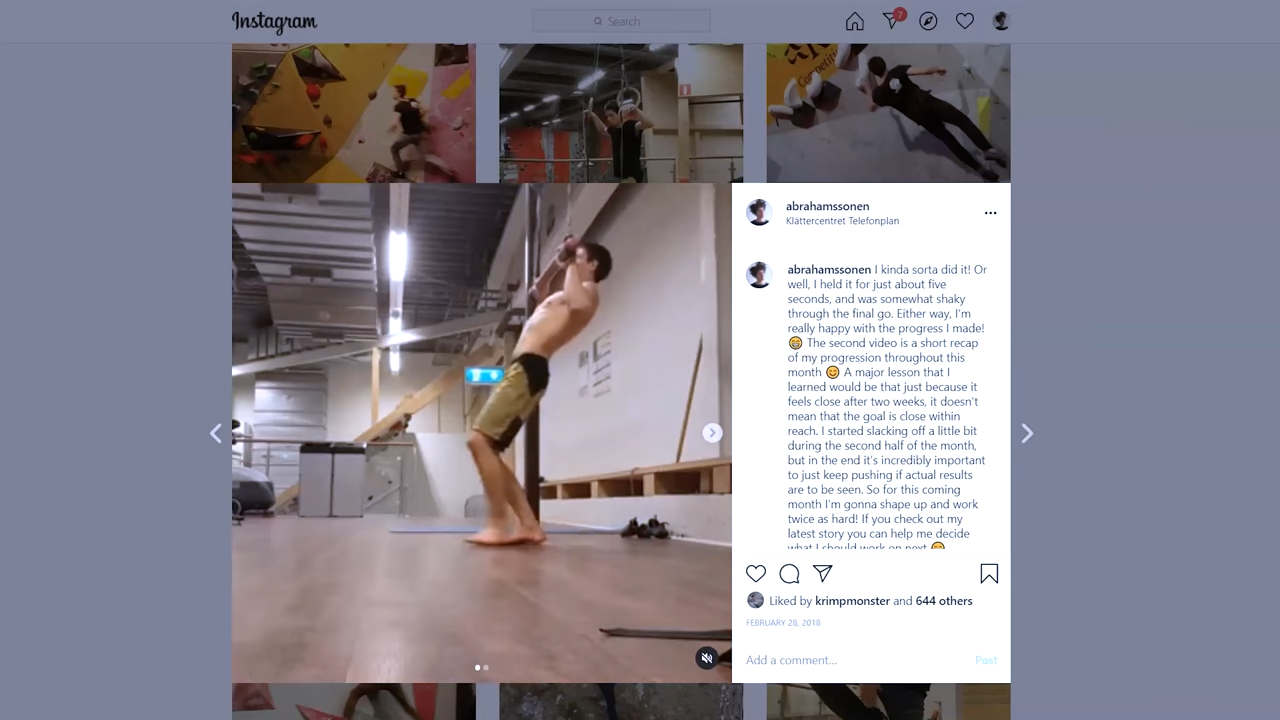 Instagram
Search
7
Competition
abrahamssonen
Klättercentret Telefonplan
abrahamssonen I kinda sorta did it! Or
well, I held it for just about five
seconds, and was somewhat shaky
through the final go. Either way, I'm
really happy with the progress I made!
😁 The second video is a short recap
of my progression throughout this
month 😊 A major lesson that I
learned would be that just because it
feels close after two weeks, it doesn't
mean that the goal is close within
reach. I started slacking off a little bit
during the second half of the month,
but in the end it's incredibly important
to just keep pushing if actual results
are to be seen. So for this coming
month I'm gonna shape up and work
twice as hard! If you check out my
latest story you can help me decide
what I should work on next 😊
Liked by krimpmonster and 644 others
FEBRUARY 28, 2018
Add a comment...
Post